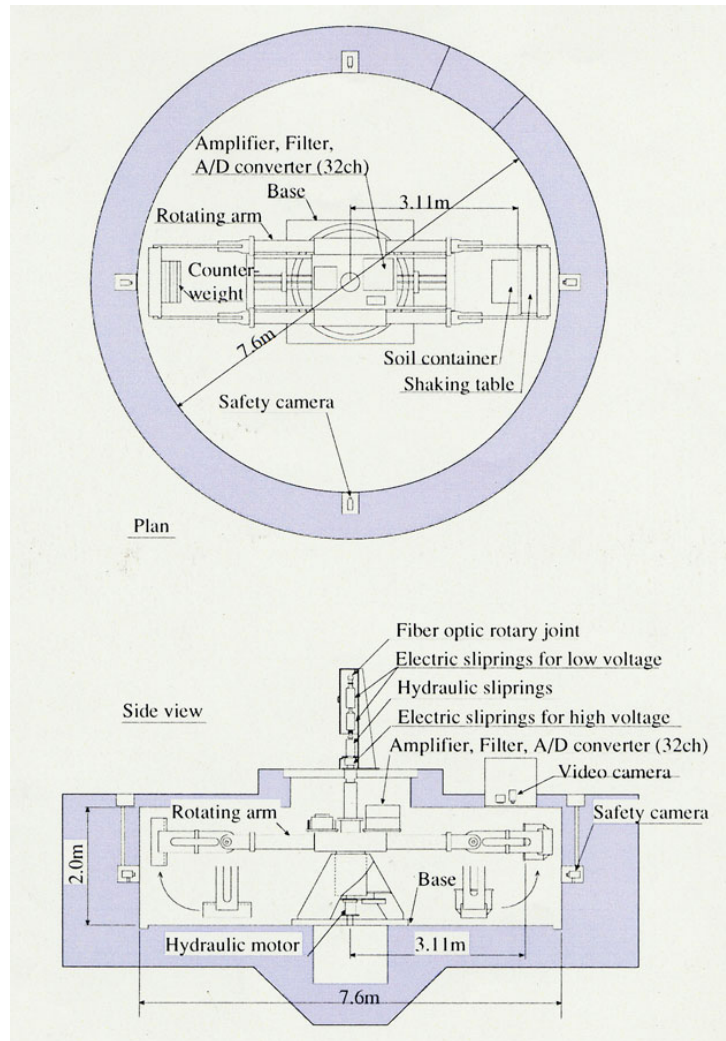 Amplifier, Filter,
A/D converter (32ch)
Base
3.11m
Rotating arm
Counter-
weight
7.6m
Soil container
Shaking table
Safety camera
Plan
Fiber optic rotary joint
Electric sliprings for low voltage
Hydraulic sliprings
Side view
Electric sliprings for high voltage
Amplifier, Filter, A/D converter (32ch)
Video camera
Rotating arm
Safety camera
2.0m
Base
Hydraulic motor
3.11m
7.6m